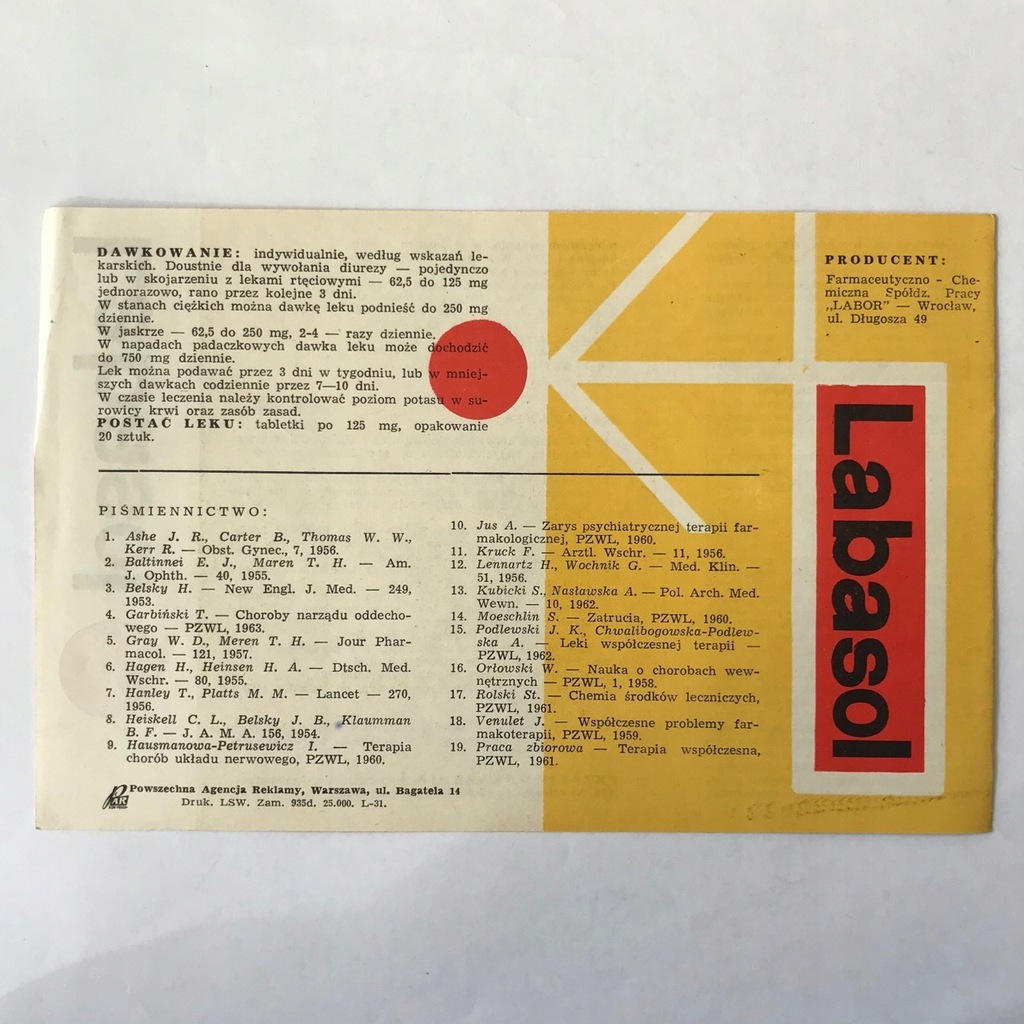 DAWKOWANIE: indywidualnie, według wskazań le-
karskich. Doustnie dla wywołania diurezy — pojedynczo
lub w skojarzeniu z lekami rtęciowymi — 62,5 do 125 mg
jednorazowo, rano przez kolejne 3 dni.
W stanach ciężkich można dawkę leku podnieść do 250 mg
dziennie.
W jaskrze — 62,5 do 250 mg, 2-4 — razy dziennie.
W napadach padaczkowych dawka leku może dochodzić
do 750 mg dziennie.
Lek można podawać przez 3 dni w tygodniu, lub w mniej-
szych dawkach codziennie przez 7—10 dni.
W czasie leczenia należy kontrolować poziom potasu w su-
rowicy krwi oraz zasób zasad.
POSTAĆ LEKU: tabletki po 125 mg, opakowanie
20 sztuk.
PIŚMIENNICTWO:
1. Ashe J. R., Carter B., Thomas W. W.,
Kerr R. — Obst. Gynec., 7, 1956.
2. Baltinnei E. J., Maren T. H. — Am.
J. Ophth. — 40, 1955.
3. Belsky H. — New Engl. J. Med. — 249,
1953.
4. Garbiński T. — Choroby narządu oddecho-
wego — PZWL, 1963.
5. Gray W. D., Meren T. H. — Jour Phar-
macol. — 121, 1957.
6. Hagen H., Heinsen H. A. — Dtsch. Med.
Wschr. — 80, 1955.
7. Hanley T., Platts M. M. — Lancet — 270,
1956.
8. Heiskell C. L., Belsky J. B., Klaumman
B. F. — J. A. M. A. 156, 1954.
9. Hausmanowa-Petrusewicz I. — Terapia
chorób układu nerwowego, PZWL, 1960.
10. Jus A. — Zarys psychiatrycznej terapii far-
makologicznej, PZWL, 1960.
11. Kruck F. — Arztl. Wschr. — 11, 1956.
12. Lennartz H., Wochnik G. — Med. Klin. —
51, 1956.
13. Kubicki S., Nasławska A. — Pol. Arch. Med.
Wewn. — 10, 1962.
14. Moeschlin S. — Zatrucia, PZWL, 1960.
15. Podlewski J. K., Chwalibogowska-Podlew-
ska A. — Leki współczesnej terapii —
PZWL, 1962.
16. Orłowski W. — Nauka o chorobach wew-
nętrznych — PZWL, 1, 1958.
17. Rolski St. — Chemia środków leczniczych,
PZWL, 1961.
18. Venulet J. — Współczesne problemy far-
makoterapii, PZWL, 1959.
19. Praca zbiorowa — Terapia współczesna,
PZWL, 1961.
PAR Powszechna Agencja Reklamy, Warszawa, ul. Bagatela 14
Druk. LSW. Zam. 935d. 25.000. L-31.
PRODUCENT:
Farmaceutyczno - Che-
miczna Spółdz. Pracy
„LABOR" — Wrocław,
ul. Długosza 49
Labasol